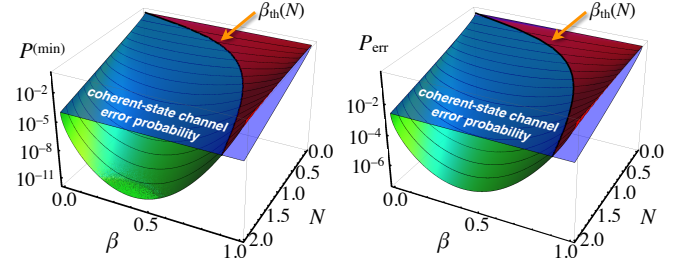 β_th(N)
P^(min)
10^-2
10^-5
10^-8
10^-11
coherent-state channel
error probability
0.0
0.5
1.0
β
0.0
0.5
1.0
1.5
2.0
N
β_th(N)
P_err
10^-2
10^-4
10^-6
coherent-state channel
error probability
0.0
0.5
1.0
β
0.0
0.5
1.0
1.5
2.0
N